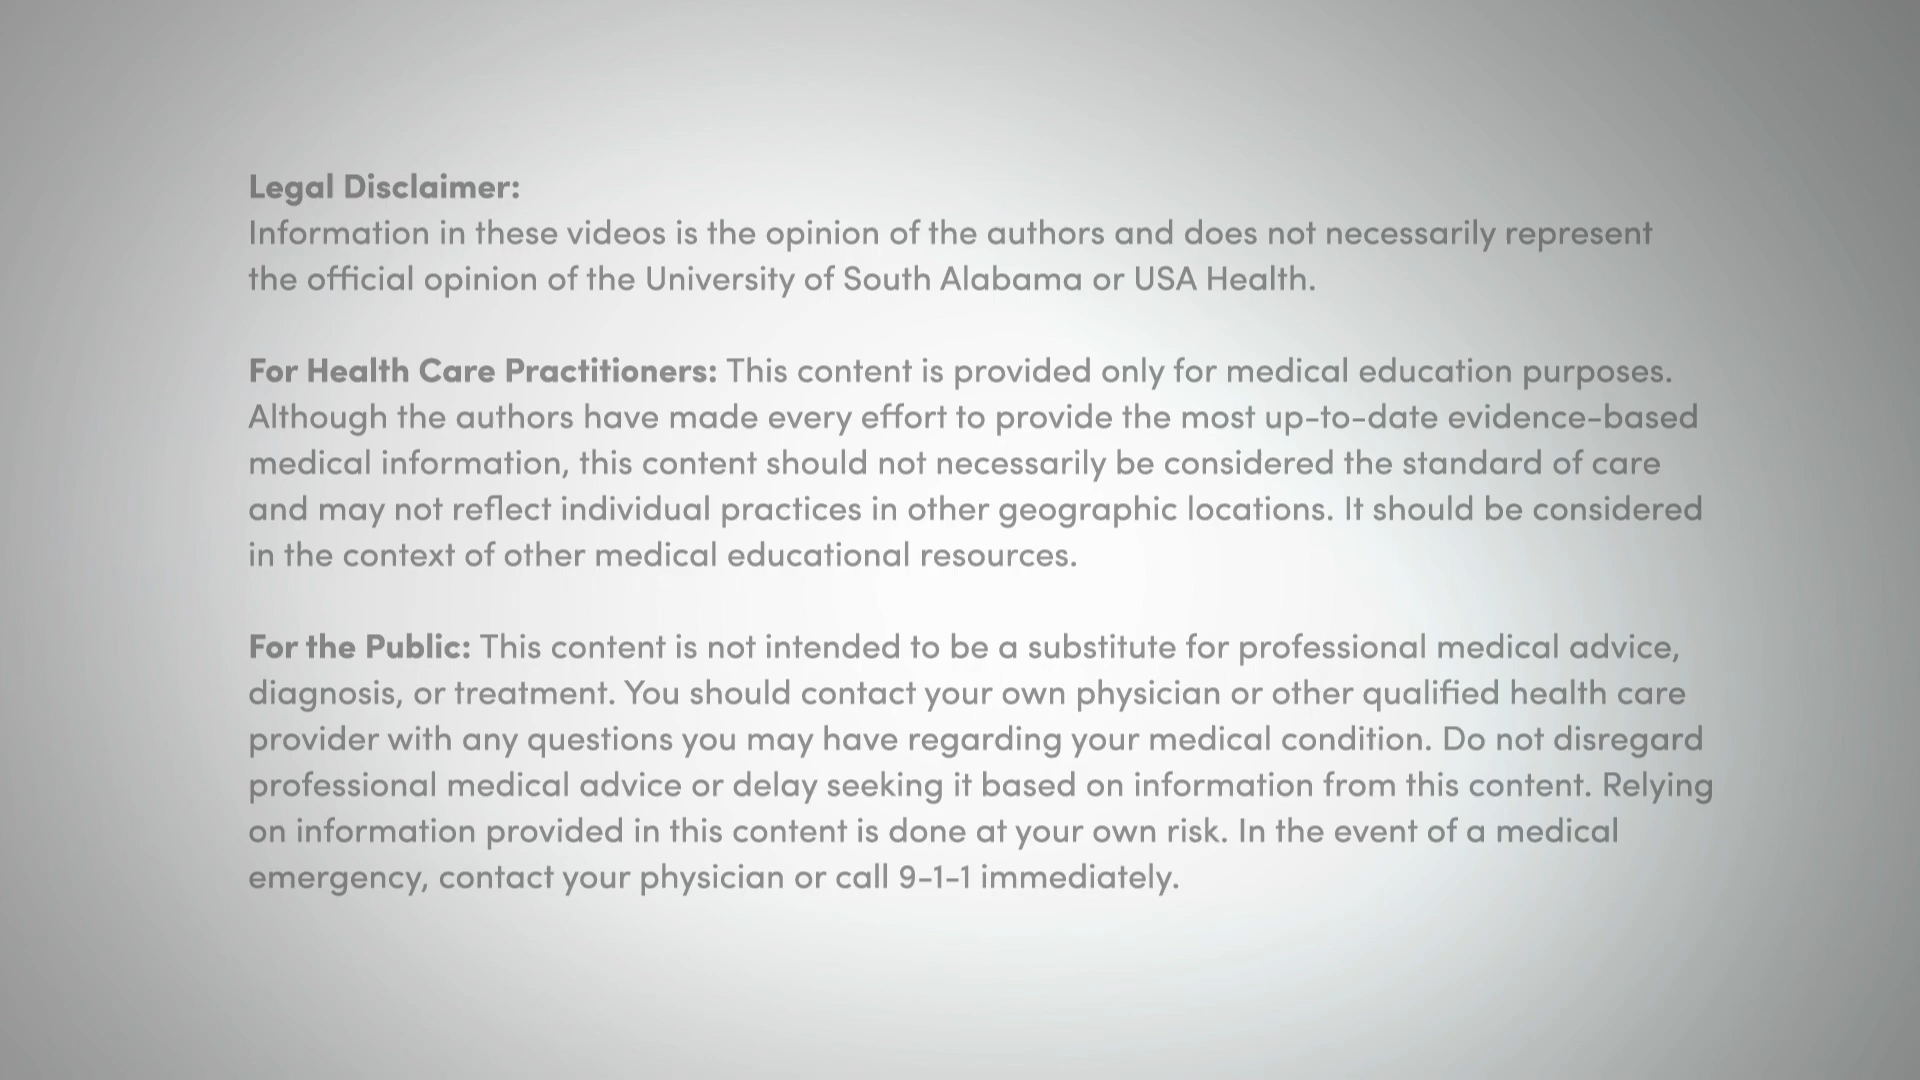 Legal Disclaimer:
Information in these videos is the opinion of the authors and does not necessarily represent
the official opinion of the University of South Alabama or USA Health.
For Health Care Practitioners: This content is provided only for medical education purposes.
Although the authors have made every effort to provide the most up-to-date evidence-based
medical information, this content should not necessarily be considered the standard of care
and may not reflect individual practices in other geographic locations. It should be considered
in the context of other medical educational resources.
For the Public: This content is not intended to be a substitute for professional medical advice,
diagnosis, or treatment. You should contact your own physician or other qualified health care
provider with any questions you may have regarding your medical condition. Do not disregard
professional medical advice or delay seeking it based on information from this content. Relying
on information provided in this content is done at your own risk. In the event of a medical
emergency, contact your physician or call 9-1-1 immediately.